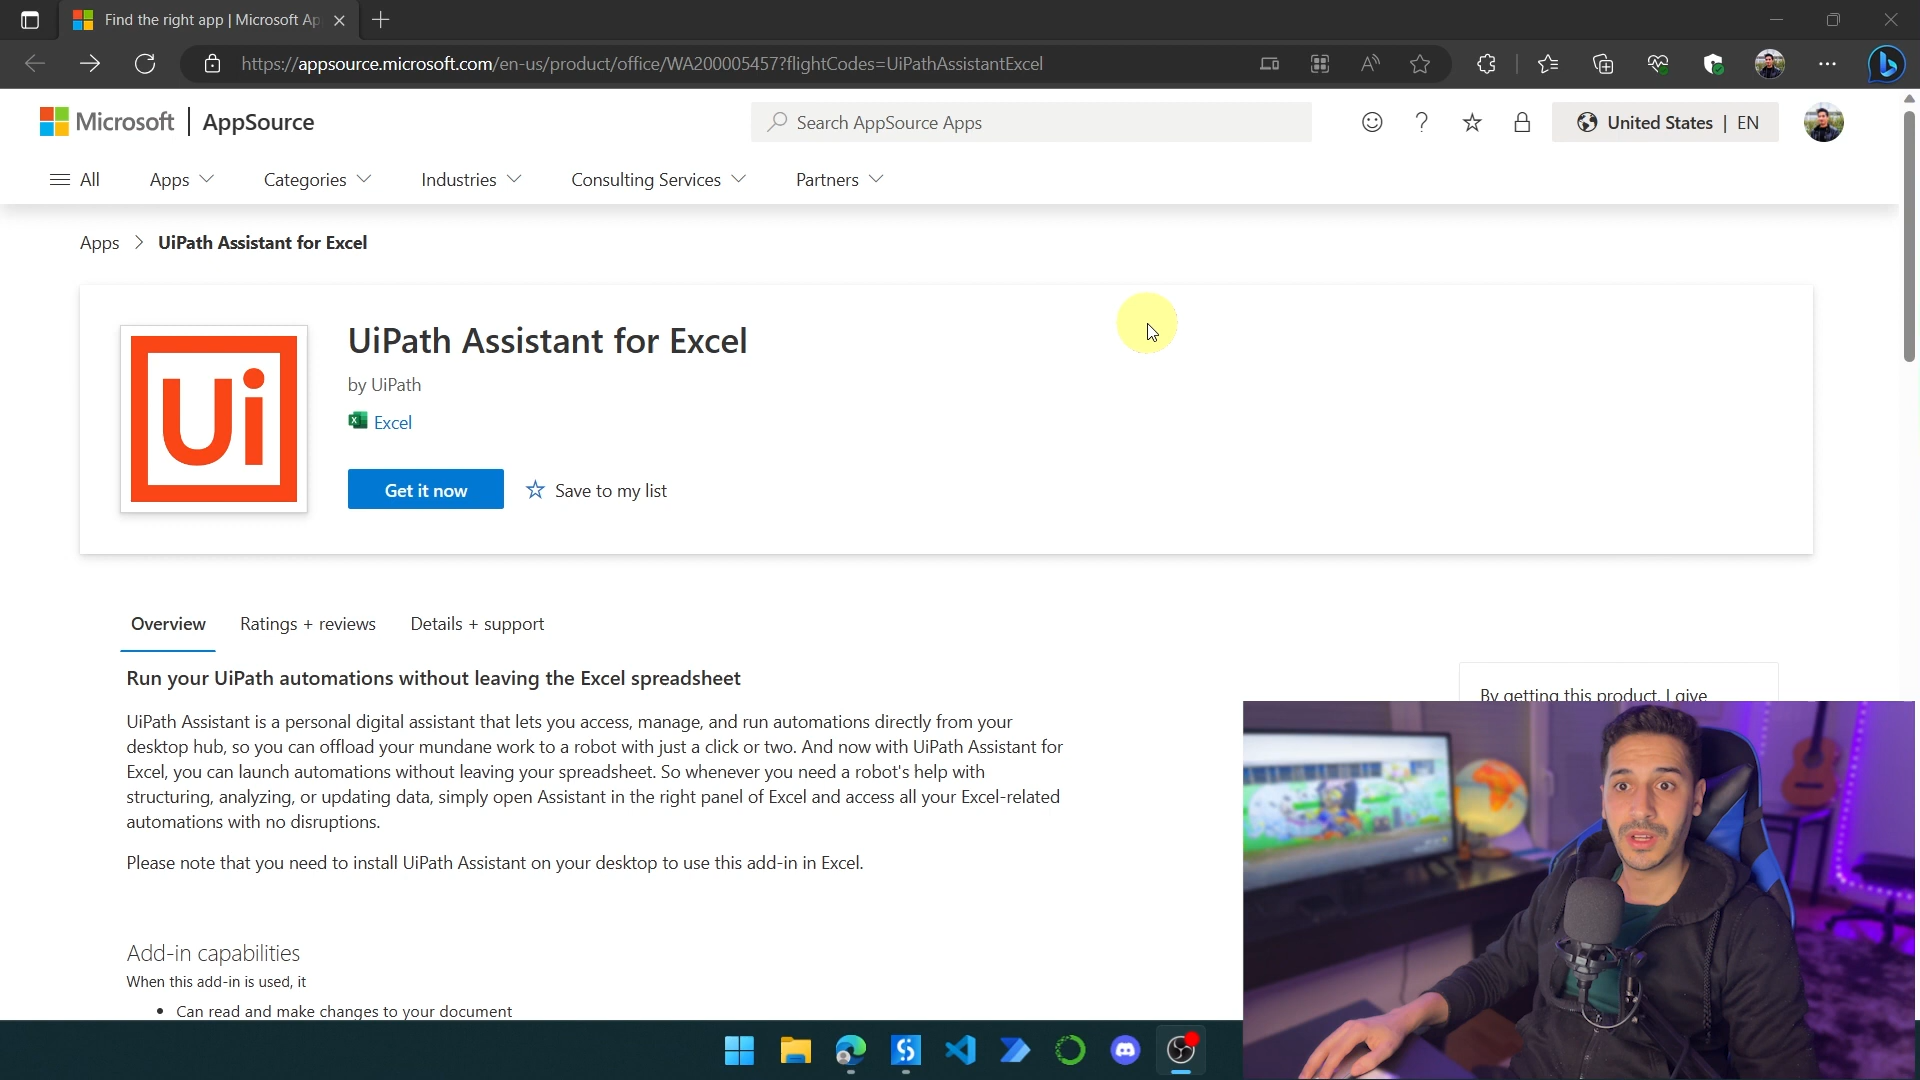 Find the right app | Microsoft Ap
https://appsource.microsoft.com/en-us/product/office/WA200005457?flightCodes=UiPathAssistantExcel
Microsoft | AppSource
Search AppSource Apps
?
United States | EN
All
Apps
Categories
Industries
Consulting Services
Partners
Apps > UiPath Assistant for Excel
Ui
UiPath Assistant for Excel
by UiPath
Excel
Get it now
Save to my list
Overview
Ratings + reviews
Details + support
Run your UiPath automations without leaving the Excel spreadsheet
By getting this product, I give
UiPath Assistant is a personal digital assistant that lets you access, manage, and run automations directly from your
desktop hub, so you can offload your mundane work to a robot with just a click or two. And now with UiPath Assistant for
Excel, you can launch automations without leaving your spreadsheet. So whenever you need a robot's help with
structuring, analyzing, or updating data, simply open Assistant in the right panel of Excel and access all your Excel-related
automations with no disruptions.
Please note that you need to install UiPath Assistant on your desktop to use this add-in in Excel.
Add-in capabilities
When this add-in is used, it
• Can read and make changes to your document